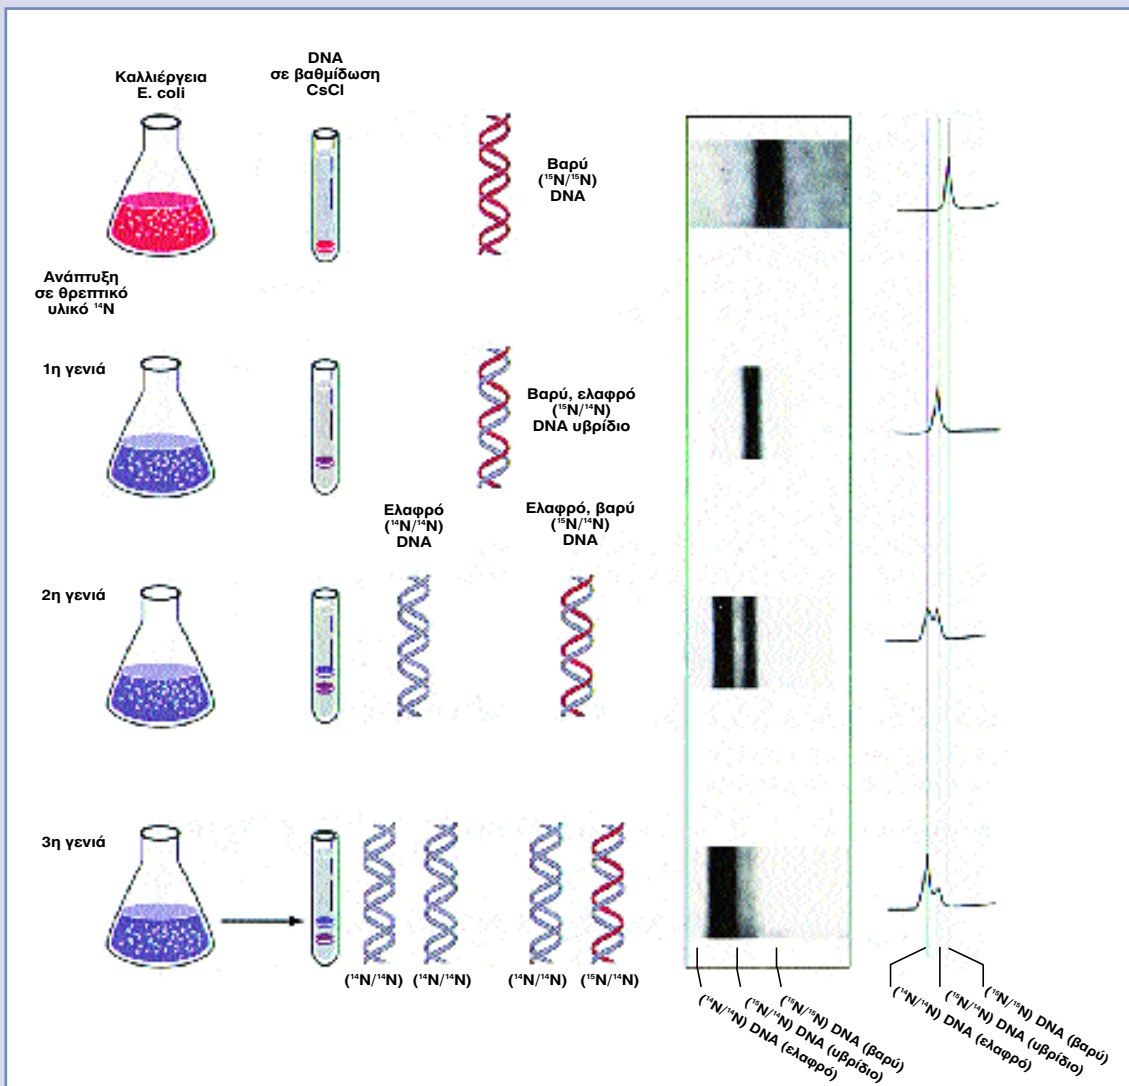 Καλλιέργεια
E. coli
DNA
σε βαθμίδωση
CsCl
Βαρύ
(¹⁵N/¹⁵N)
DNA
Ανάπτυξη
σε θρεπτικό
υλικό ¹⁴N
1η γενιά
Βαρύ, ελαφρό
(¹⁵N/¹⁴N)
DNA υβρίδιο
Ελαφρό
(¹⁴N/¹⁴N)
DNA
Ελαφρό, βαρύ
(¹⁵N/¹⁴N)
DNA
2η γενιά
3η γενιά
(¹⁴N/¹⁴N)
(¹⁴N/¹⁴N)
(¹⁴N/¹⁴N)
(¹⁵N/¹⁴N)
(¹⁴N/¹⁴N) DNA (ελαφρό)
(¹⁵N/¹⁴N) DNA (υβρίδιο)
(¹⁵N/¹⁵N) DNA (βαρύ)
(¹⁴N/¹⁴N) DNA (ελαφρό)
(¹⁵N/¹⁴N) DNA (υβρίδιο)
(¹⁵N/¹⁵N) DNA (βαρύ)